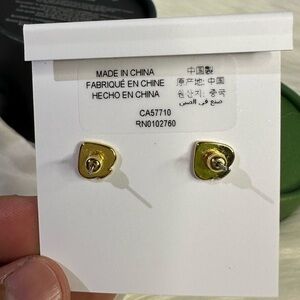 MADE IN CHINA
FABRIQUÉ EN CHINE
HECHO EN CHINA
中国製
原产地: 中国
원산지: 중국
صنع في الصين
CA57710
RN0102760